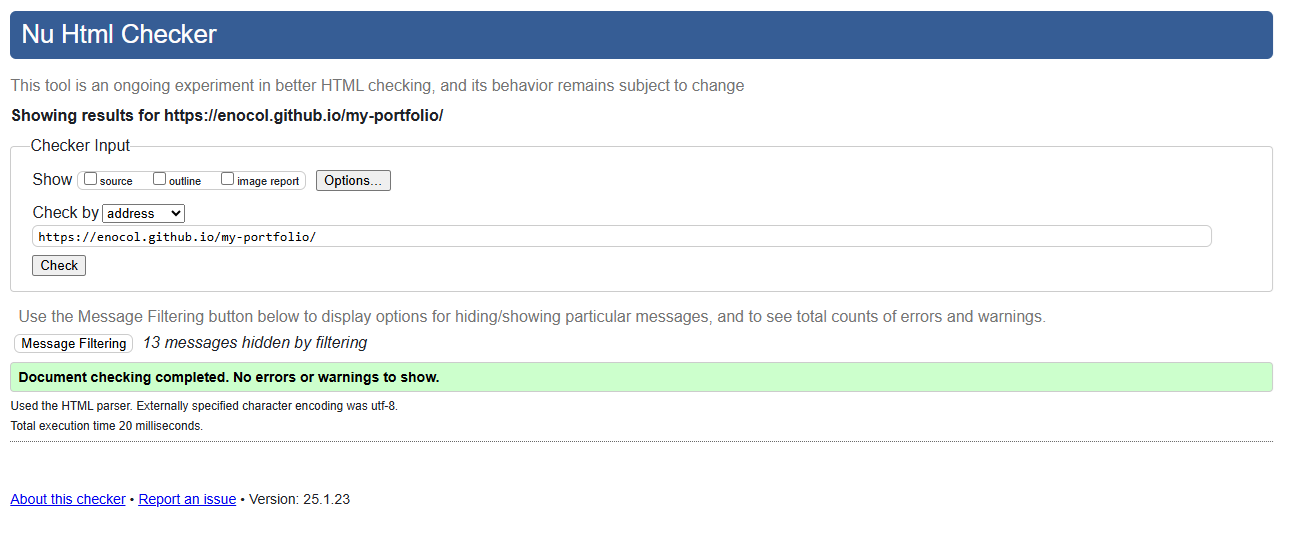 Nu Html Checker
This tool is an ongoing experiment in better HTML checking, and its behavior remains subject to change
Showing results for https://enocol.github.io/my-portfolio/
Checker Input
Show source outline image report Options...
Check by address
https://enocol.github.io/my-portfolio/
Check
Use the Message Filtering button below to display options for hiding/showing particular messages, and to see total counts of errors and warnings.
Message Filtering 13 messages hidden by filtering
Document checking completed. No errors or warnings to show.
Used the HTML parser. Externally specified character encoding was utf-8.
Total execution time 20 milliseconds.
About this checker • Report an issue • Version: 25.1.23